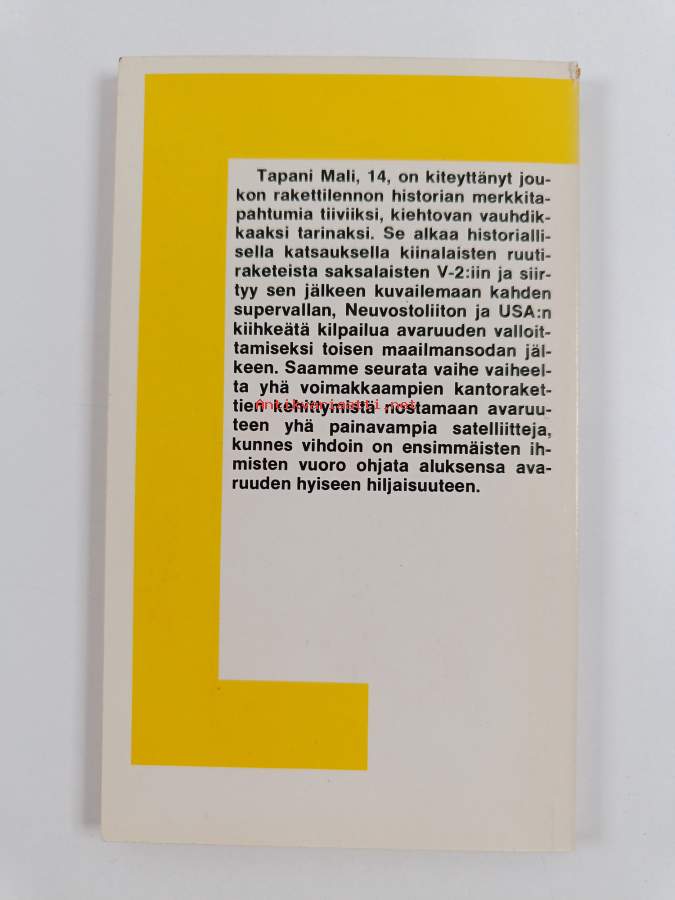 Tapani Mali, 14, on kiteyttänyt jou-
kon rakettilennon historian merkkita-
pahtumia tiiviiksi, kiehtovan vauhdik-
kaaksi tarinaksi. Se alkaa historialli-
sella katsauksella kiinalaisten ruuti-
raketeista saksalaisten V-2:iin ja siir-
tyy sen jälkeen kuvailemaan kahden
supervallan, Neuvostoliiton ja USA:n
kiihkeätä kilpailua avaruuden valloit-
tamiseksi toisen maailmansodan jäl-
keen. Saamme seurata vaihe vaiheel-
ta yhä voimakkaampien kantoraket-
tien kehittymistä nostamaan avaruu-
Antikvariaatti.net
teen yhä painavampia satelliitteja,
kunnes vihdoin on ensimmäisten ih-
misten vuoro ohjata aluksensa ava-
ruuden hyiseen hiljaisuuteen.